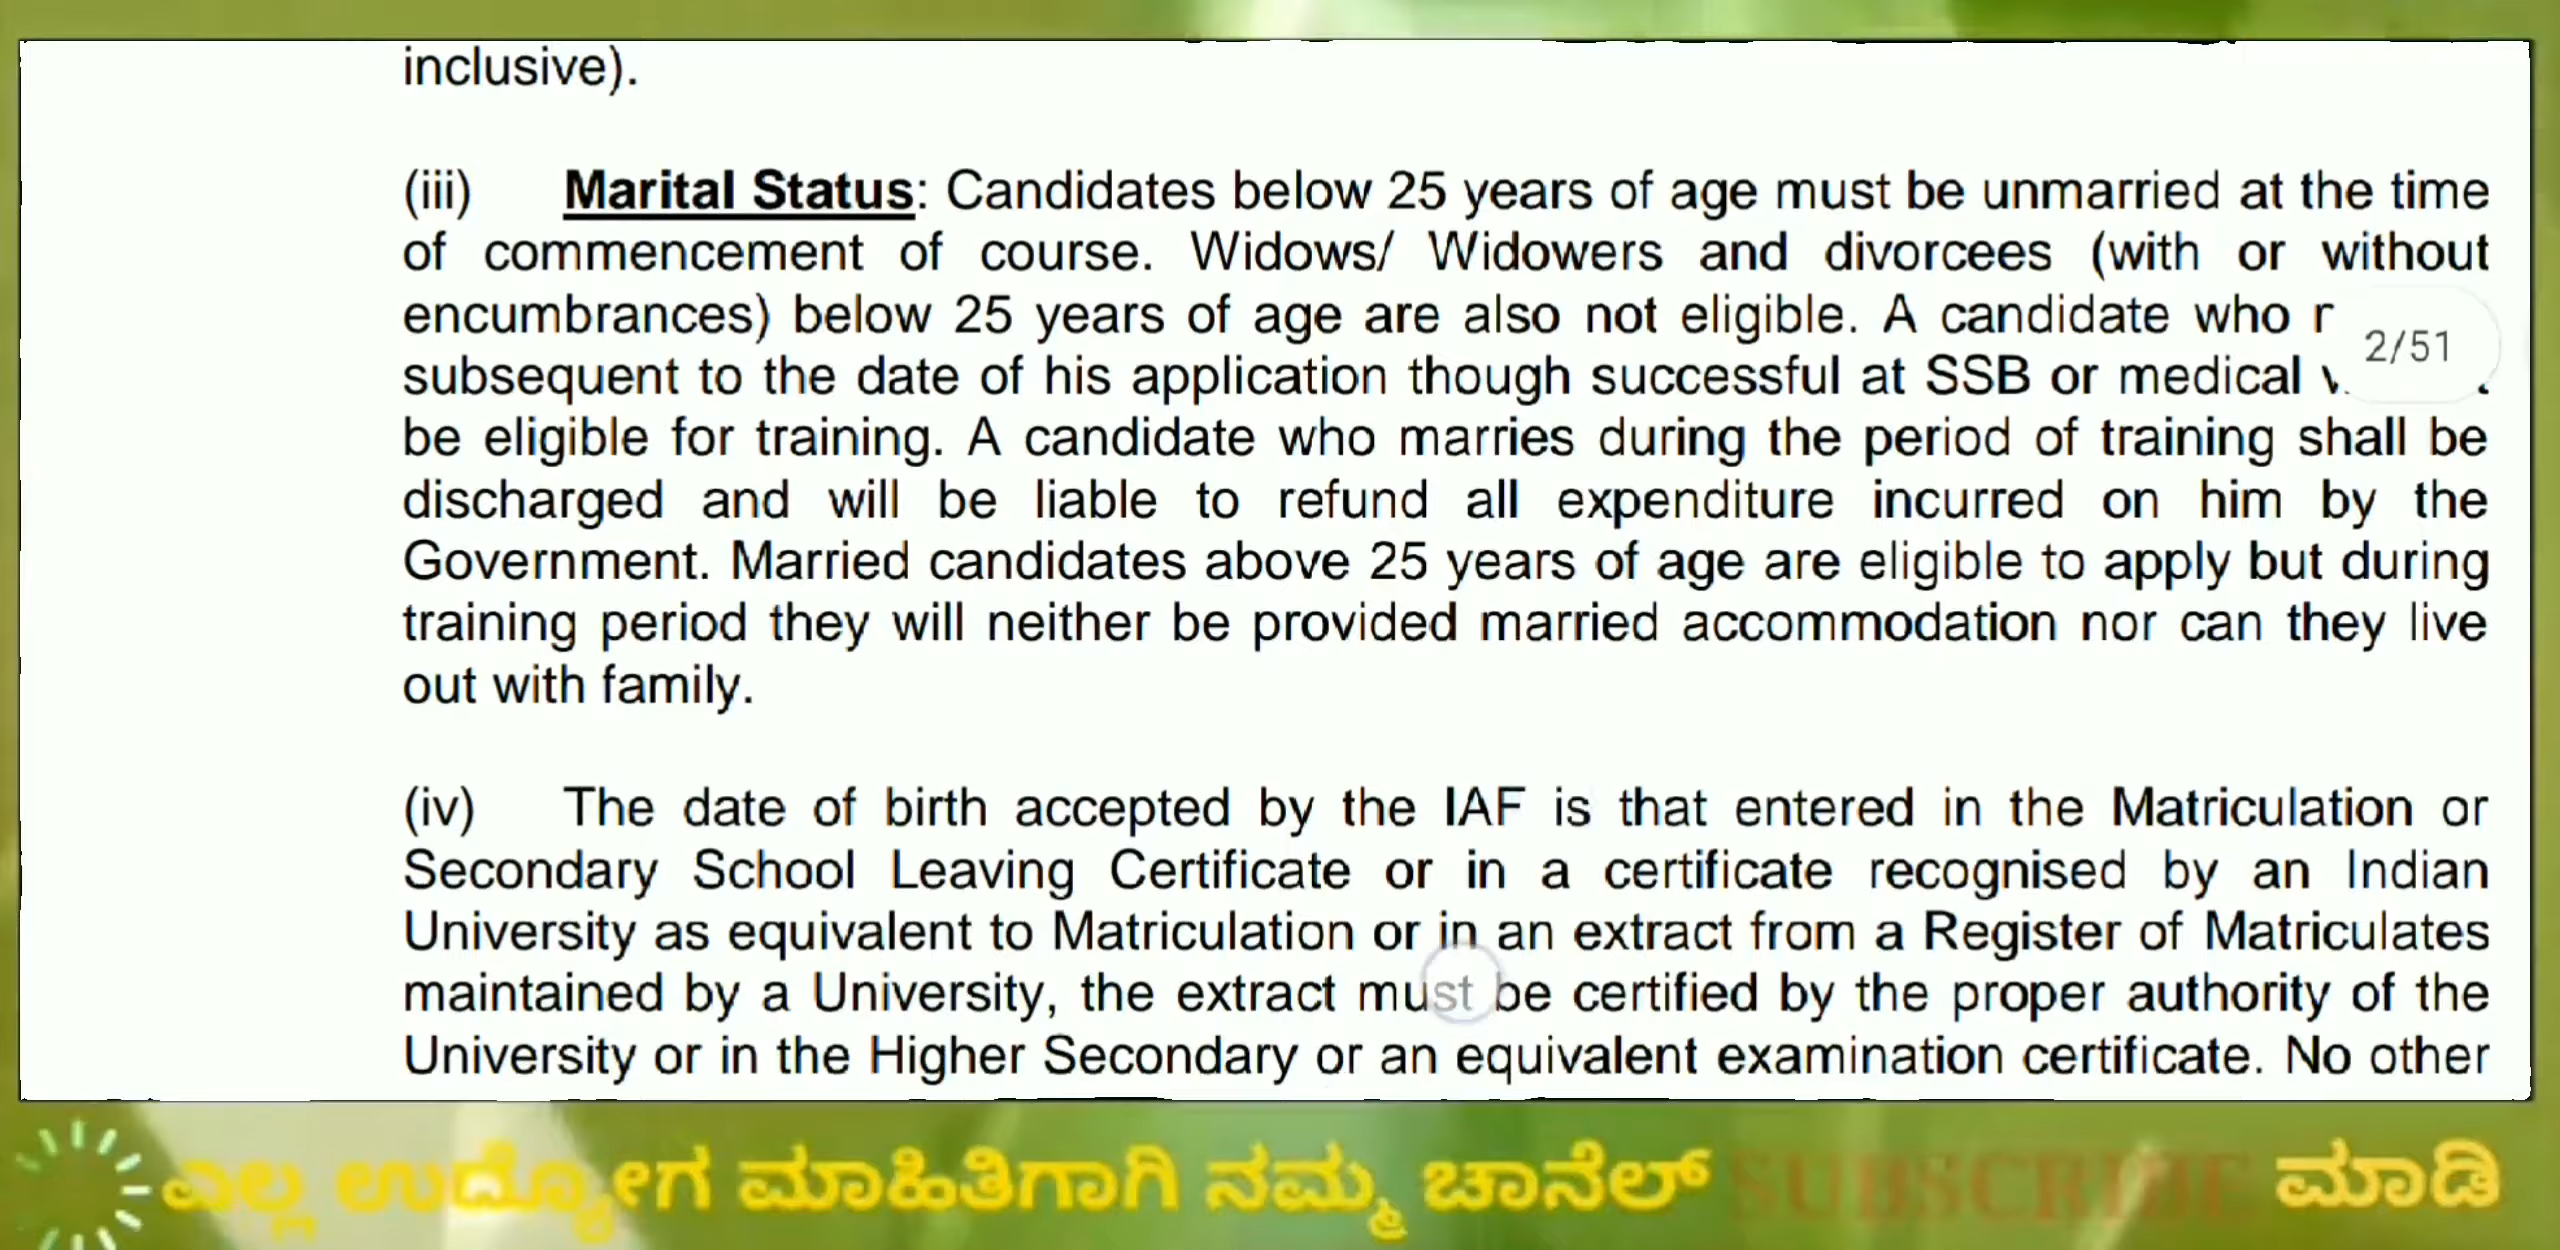 inclusive).
(iii) Marital Status: Candidates below 25 years of age must be unmarried at the time
of commencement of course. Widows/ Widowers and divorcees (with or without
encumbrances) below 25 years of age are also not eligible. A candidate who
2/51
subsequent to the date of his application though successful at SSB or medical
be eligible for training. A candidate who marries during the period of training shall be
discharged and will be liable to refund all expenditure incurred on him by the
Government. Married candidates above 25 years of age are eligible to apply but during
training period they will neither be provided married accommodation nor can they live
out with family.
(iv) The date of birth accepted by the IAF is that entered in the Matriculation or
Secondary School Leaving Certificate or in a certificate recognised by an Indian
University as equivalent to Matriculation or in an extract from a Register of Matriculates
maintained by a University, the extract must be certified by the proper authority of the
University or in the Higher Secondary or an equivalent examination certificate. No other
ಎಲ್ಲ ಉದ್ಯೋಗ ಮಾಹಿತಿಗಾಗಿ ನಮ್ಮ ಚಾನೆಲ್ SUBSCRIBE ಮಾಡಿ